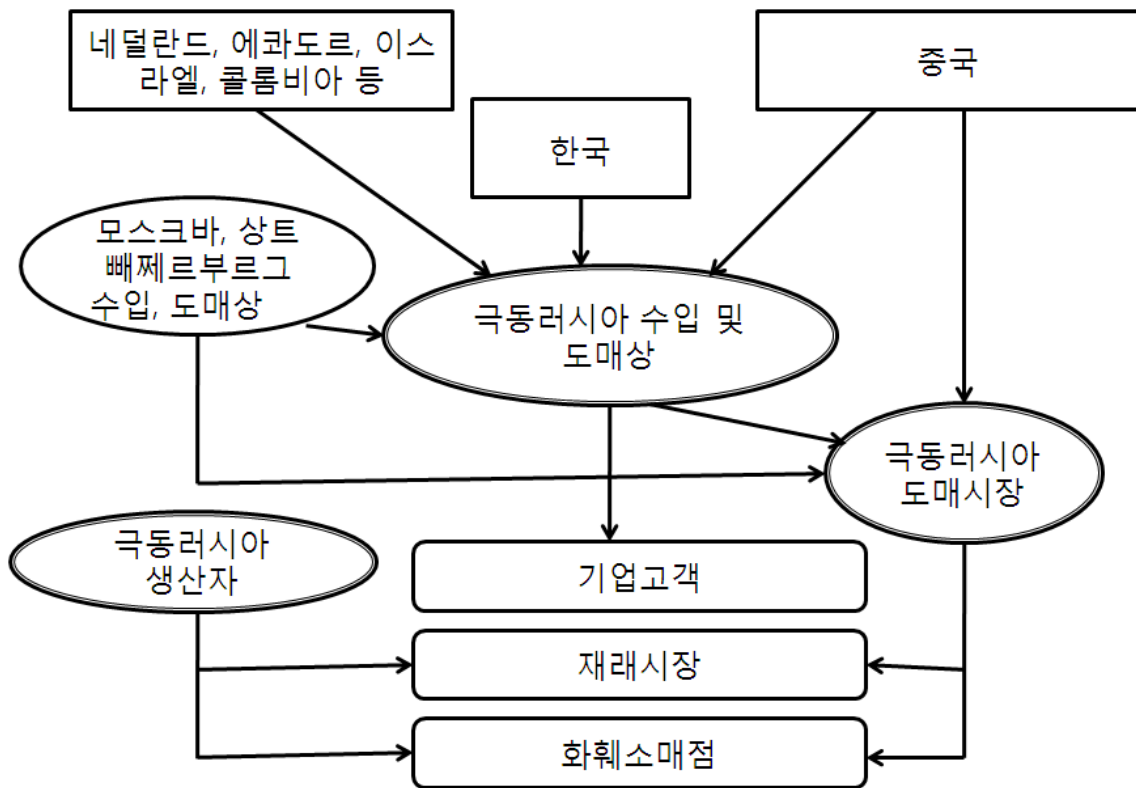 네덜란드, 에콰도르, 이스
라엘, 콜롬비아 등
중국
한국
모스크바, 상트
빼쩨르부르그
수입, 도매상
극동러시아 수입 및
도매상
극동러시아
도매시장
극동러시아
생산자
기업고객
재래시장
화훼소매점